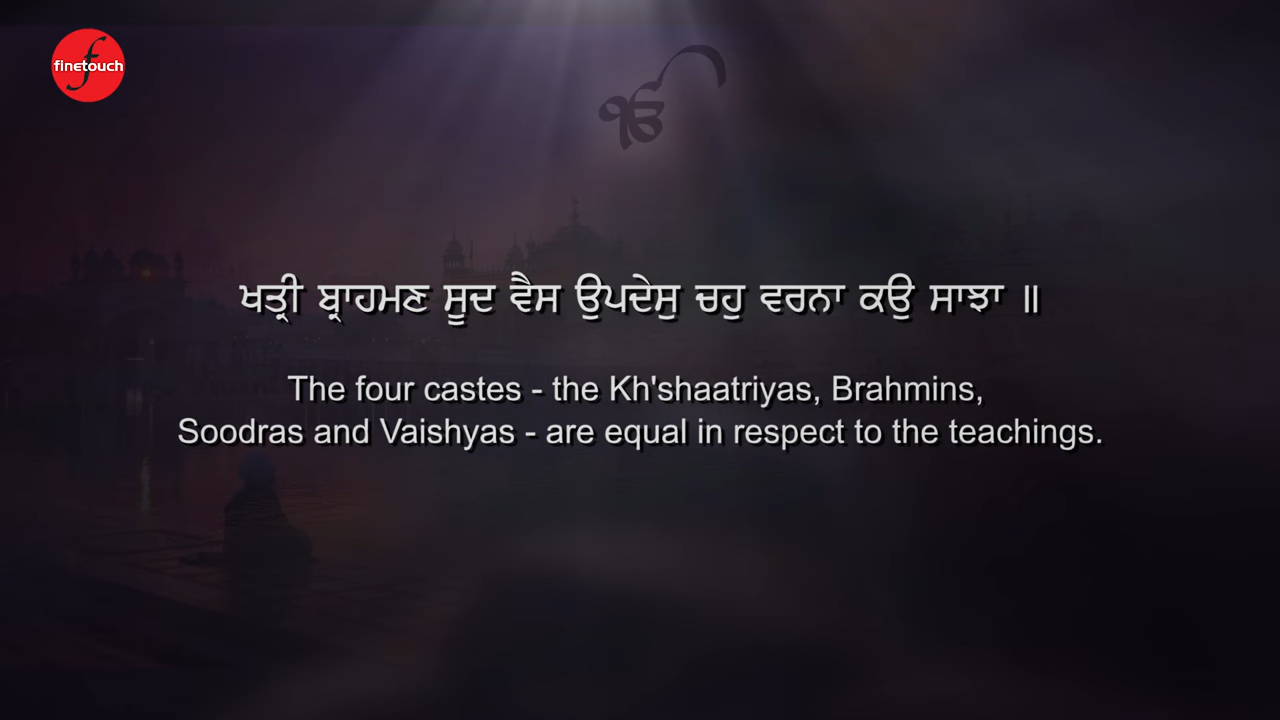 finetouch
ੴ
ਖਤ੍ਰੀ ਬ੍ਰਾਹਮਣ ਸੂਦ ਵੈਸ ਉਪਦੇਸੁ ਚਹੁ ਵਰਨਾ ਕਉ ਸਾਝਾ ॥
The four castes - the Kh'shaatriyas, Brahmins,
Soodras and Vaishyas - are equal in respect to the teachings.